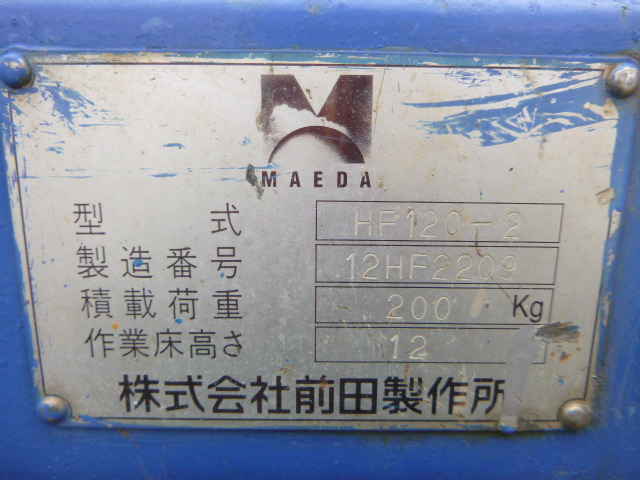 MAEDA
型式 HF120-2
製造番号 12HF2209
積載荷重 200 Kg
作業床高さ 12
株式会社前田製作所